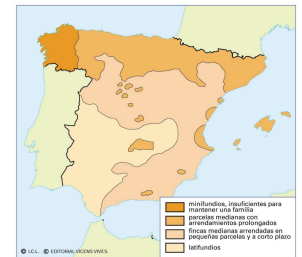 minifundios, insuficientes para
mantener una familia
parcelas medianas con
arrendamientos prolongados
fincas medianas arrendadas en
pequeñas parcelas y a corto plazo
latifundios
© I.C.L. © EDITORIAL VICENS VIVES